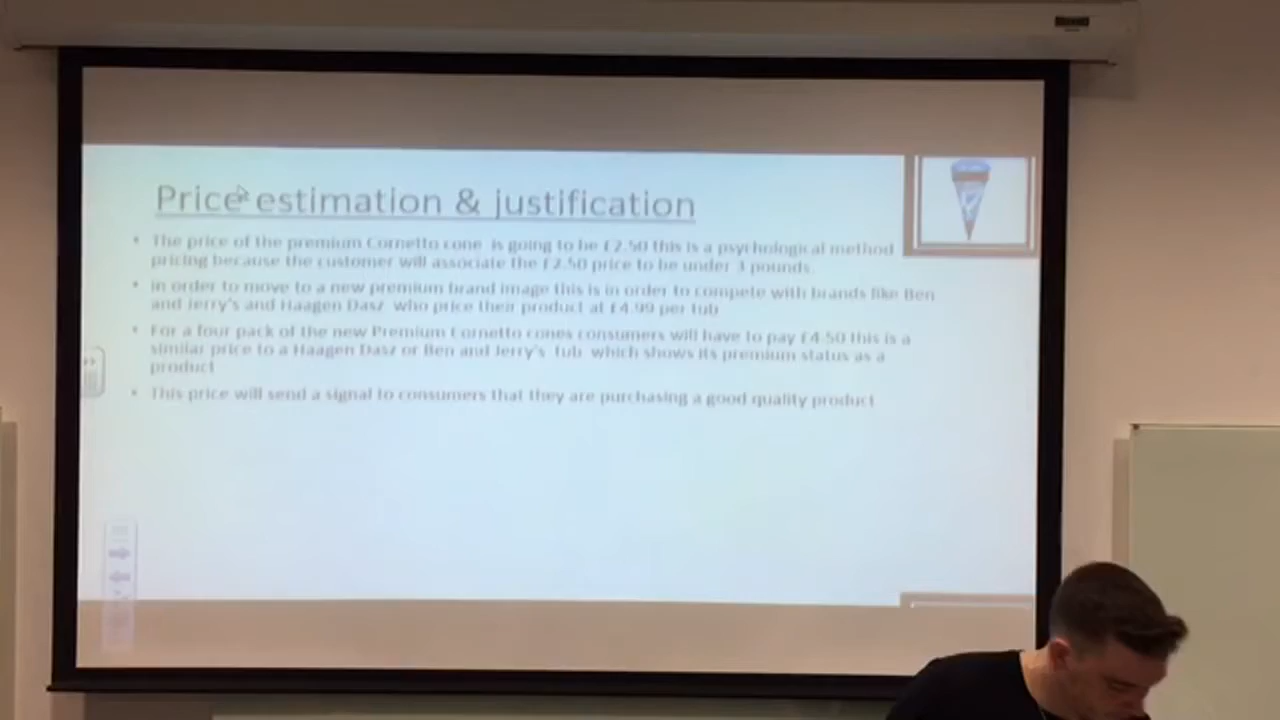 Price estimation & justification
• The price of the premium Cornetto cone is going to be £2.50 this is a psychological method
pricing because the customer will associate the £2.50 price to be under 3 pounds.
• in order to move to a new premium brand image this is in order to compete with brands like Ben
and Jerry's and Haagen Dasz who price their product at £4.99 per tub
• For a four pack of the new Premium Cornetto cones consumers will have to pay £4.50 this is a
similar price to a Haagen Dasz or Ben and Jerry's Tub which shows its premium status as a
product
• This price will send a signal to consumers that they are purchasing a good quality product